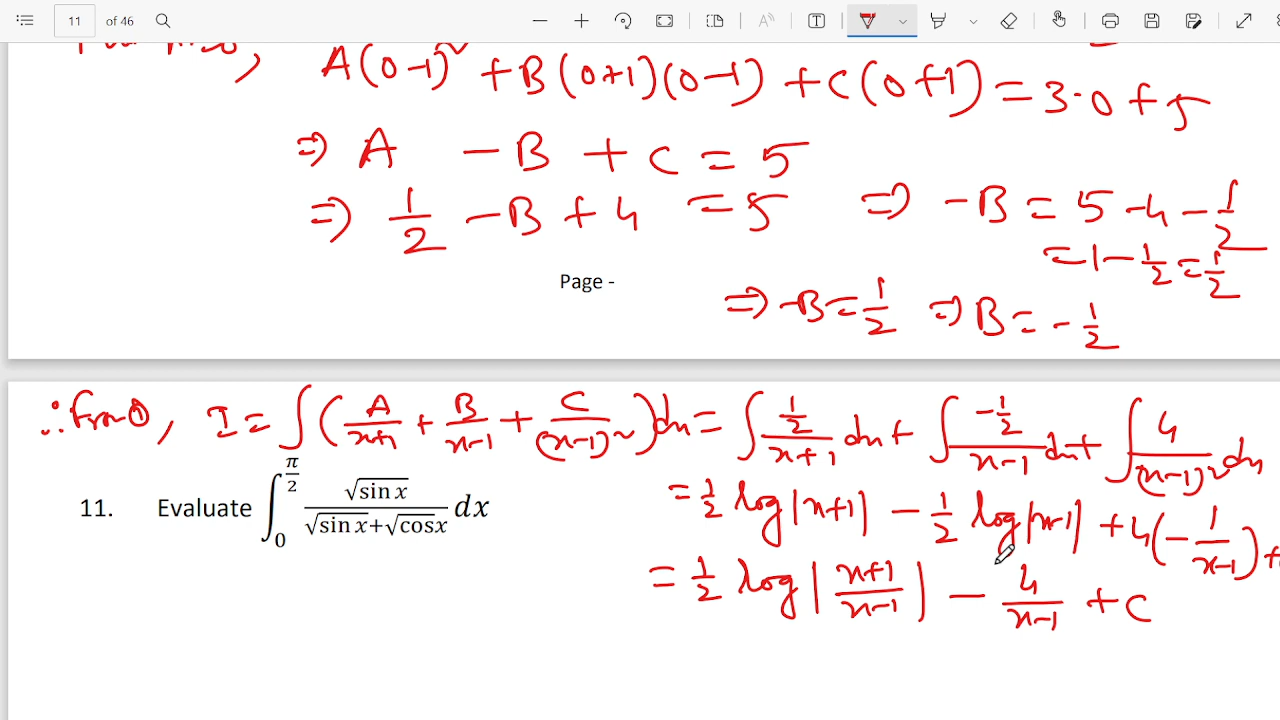 11 of 46
A(0-1)² + B(0+1)(0-1) + C(0+1) = 3·0 + 5
⇒ A - B + C = 5
⇒ 1/2 - B + 4 = 5 ⇒ -B = 5 - 4 - 1/2
= 1 - 1/2 = 1/2
Page -
⇒ -B = 1/2 ⇒ B = -1/2
∴ From ①, I = ∫(A/(x+1) + B/(x-1) + C/(x-1)²)dx = ∫(1/2)/(x+1) dx + ∫(-1/2)/(x-1) dx + ∫4/(x-1)² dx
= 1/2 log|x+1| - 1/2 log|x-1| + 4(-1/(x-1)) +
= 1/2 log|(x+1)/(x-1)| - 4/(x-1) + C
11. Evaluate ∫₀^(π/2) √sin x/(√sin x+√cosx) dx